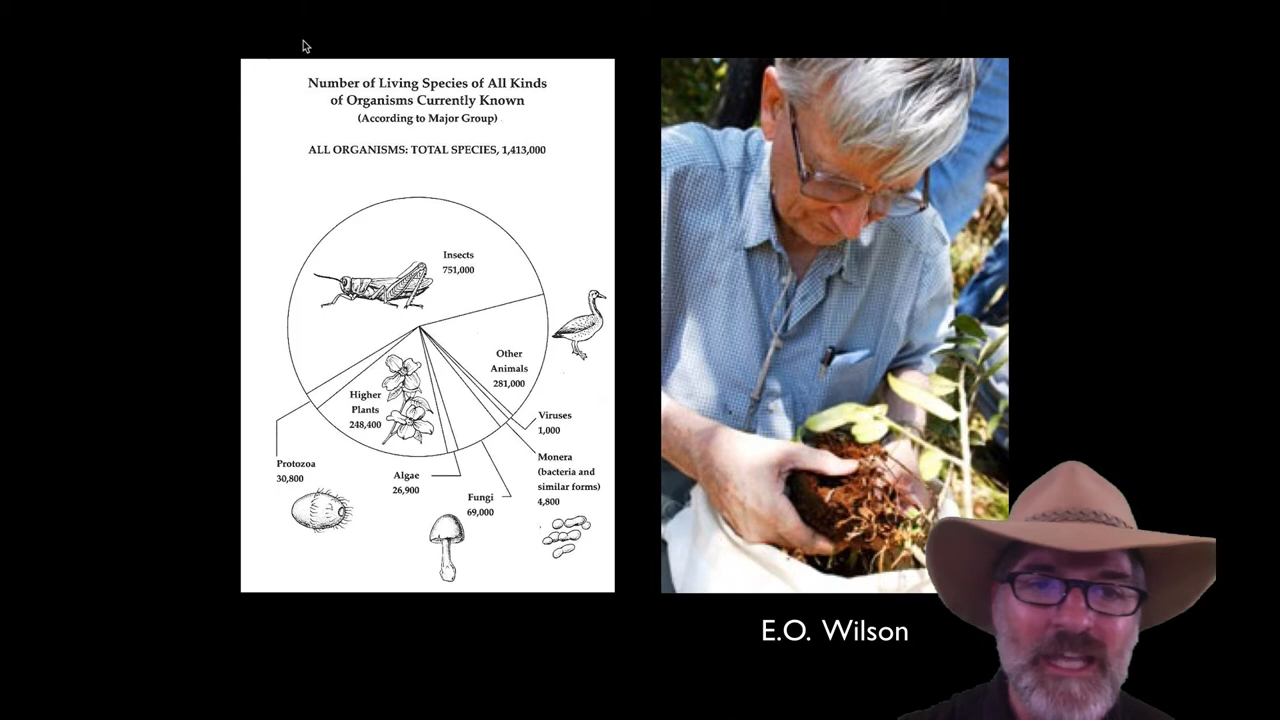 Number of Living Species of All Kinds
of Organisms Currently Known
(According to Major Group)
ALL ORGANISMS: TOTAL SPECIES, 1,413,000
Insects
751,000
Other
Animals
281,000
Higher
Plants
248,400
Viruses
1,000
Protozoa
30,800
Algae
26,900
Fungi
69,000
Monera
(bacteria and
similar forms)
4,800
E.O. Wilson